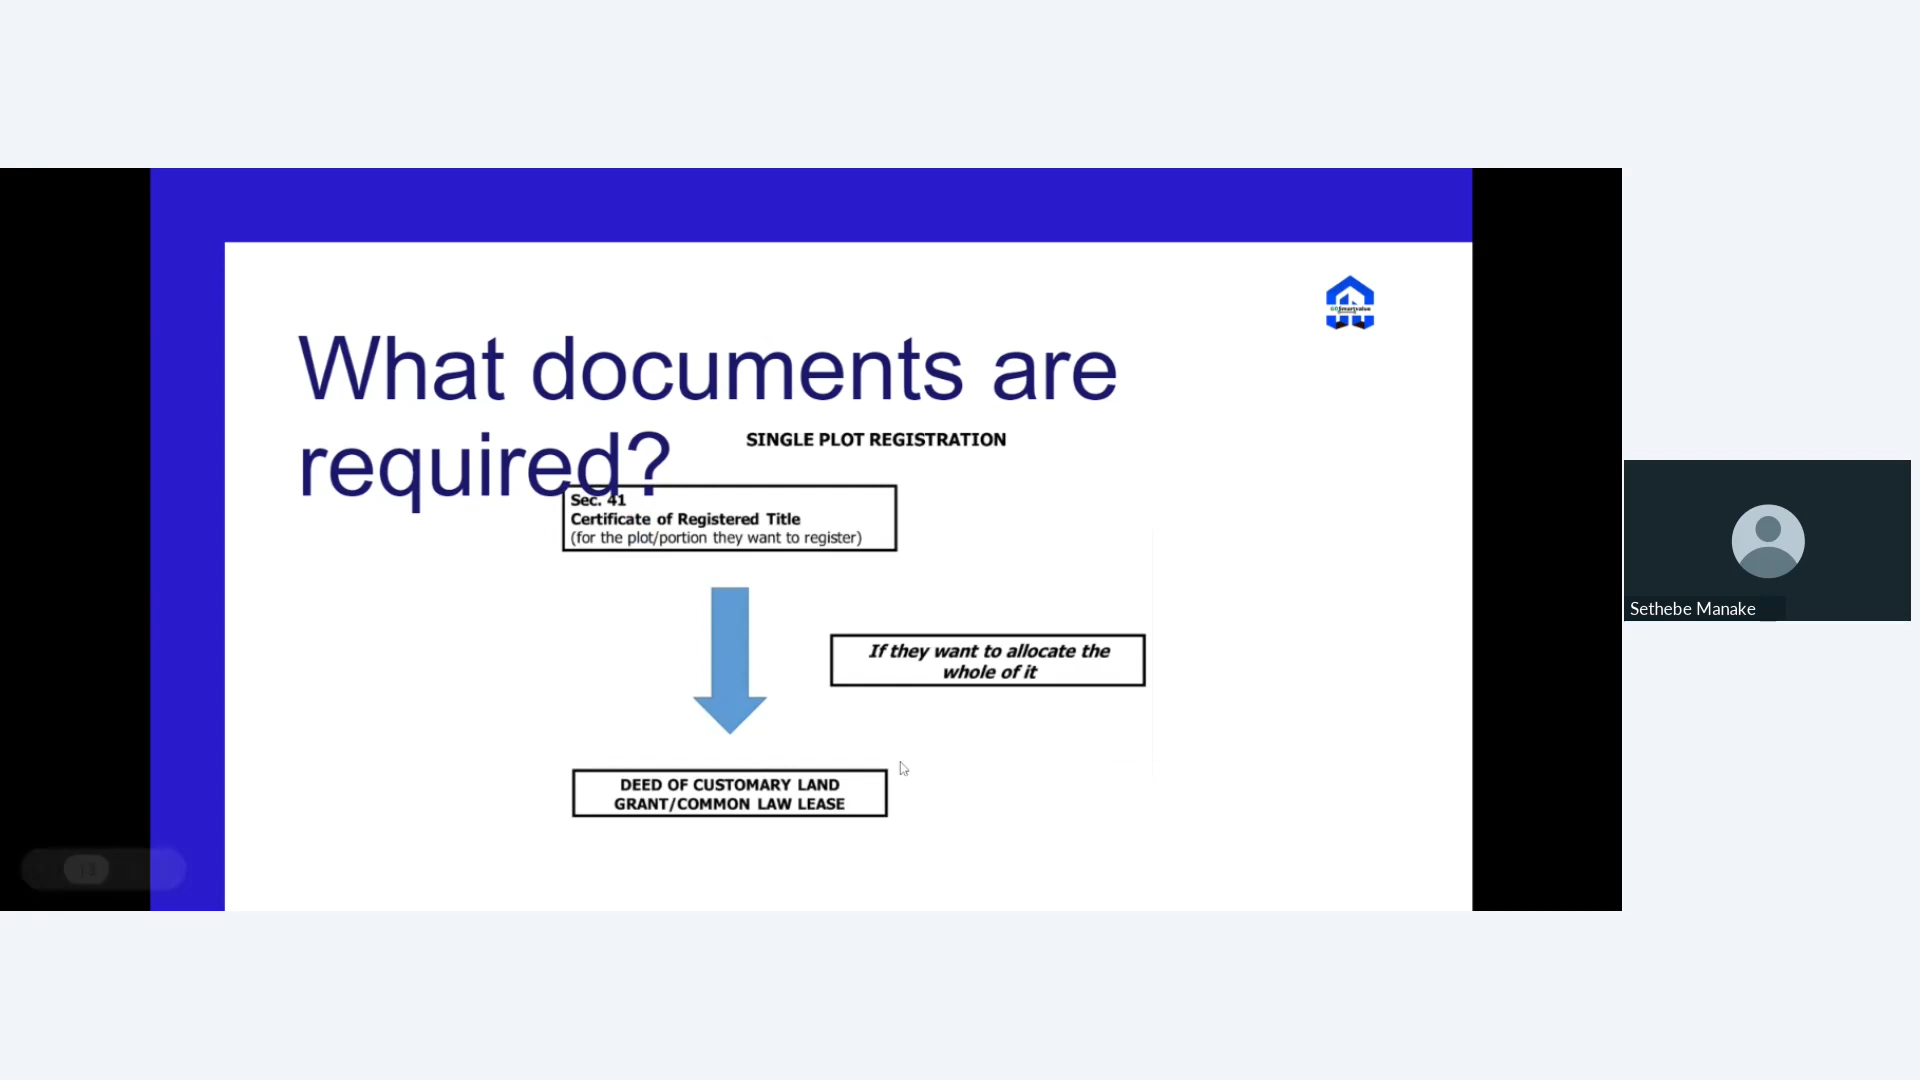 What documents are
required?
SINGLE PLOT REGISTRATION
Sec. 41
Certificate of Registered Title
(for the plot/portion they want to register)
If they want to allocate the
whole of it
DEED OF CUSTOMARY LAND
GRANT/COMMON LAW LEASE
Sethebe Manake